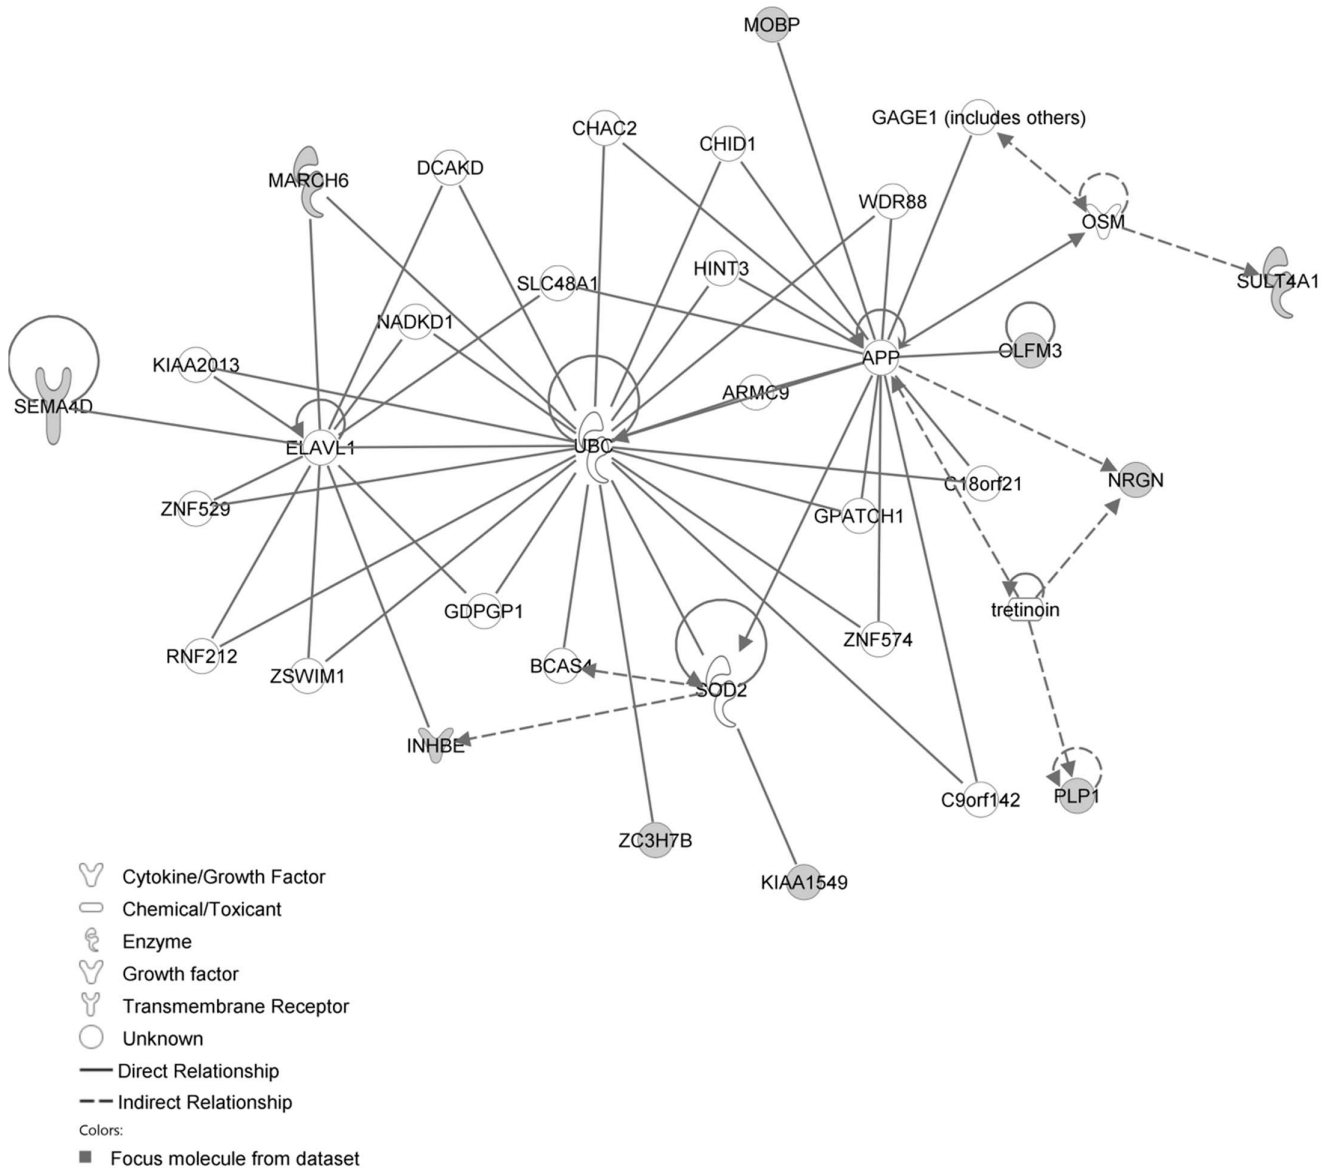 MOBP
GAGE1 (includes others)
CHAC2
CHID1
DCAKD
MARCH6
WDR88
OSM
HINT3
SLC48A1
SULT4A1
NADKD1
OLFM3
APP
KIAA2013
ARMC9
SEMA4D
ELAVL1
UBC
NRGN
C18orf21
ZNF529
GPATCH1
tretinoin
GDPGP1
ZNF574
RNF212
BCAS4
ZSWIM1
SOD2
INHBE
C9orf142
PLP1
ZC3H7B
KIAA1549
Cytokine/Growth Factor
Chemical/Toxicant
Enzyme
Growth factor
Transmembrane Receptor
Unknown
Direct Relationship
Indirect Relationship
Colors:
Focus molecule from dataset